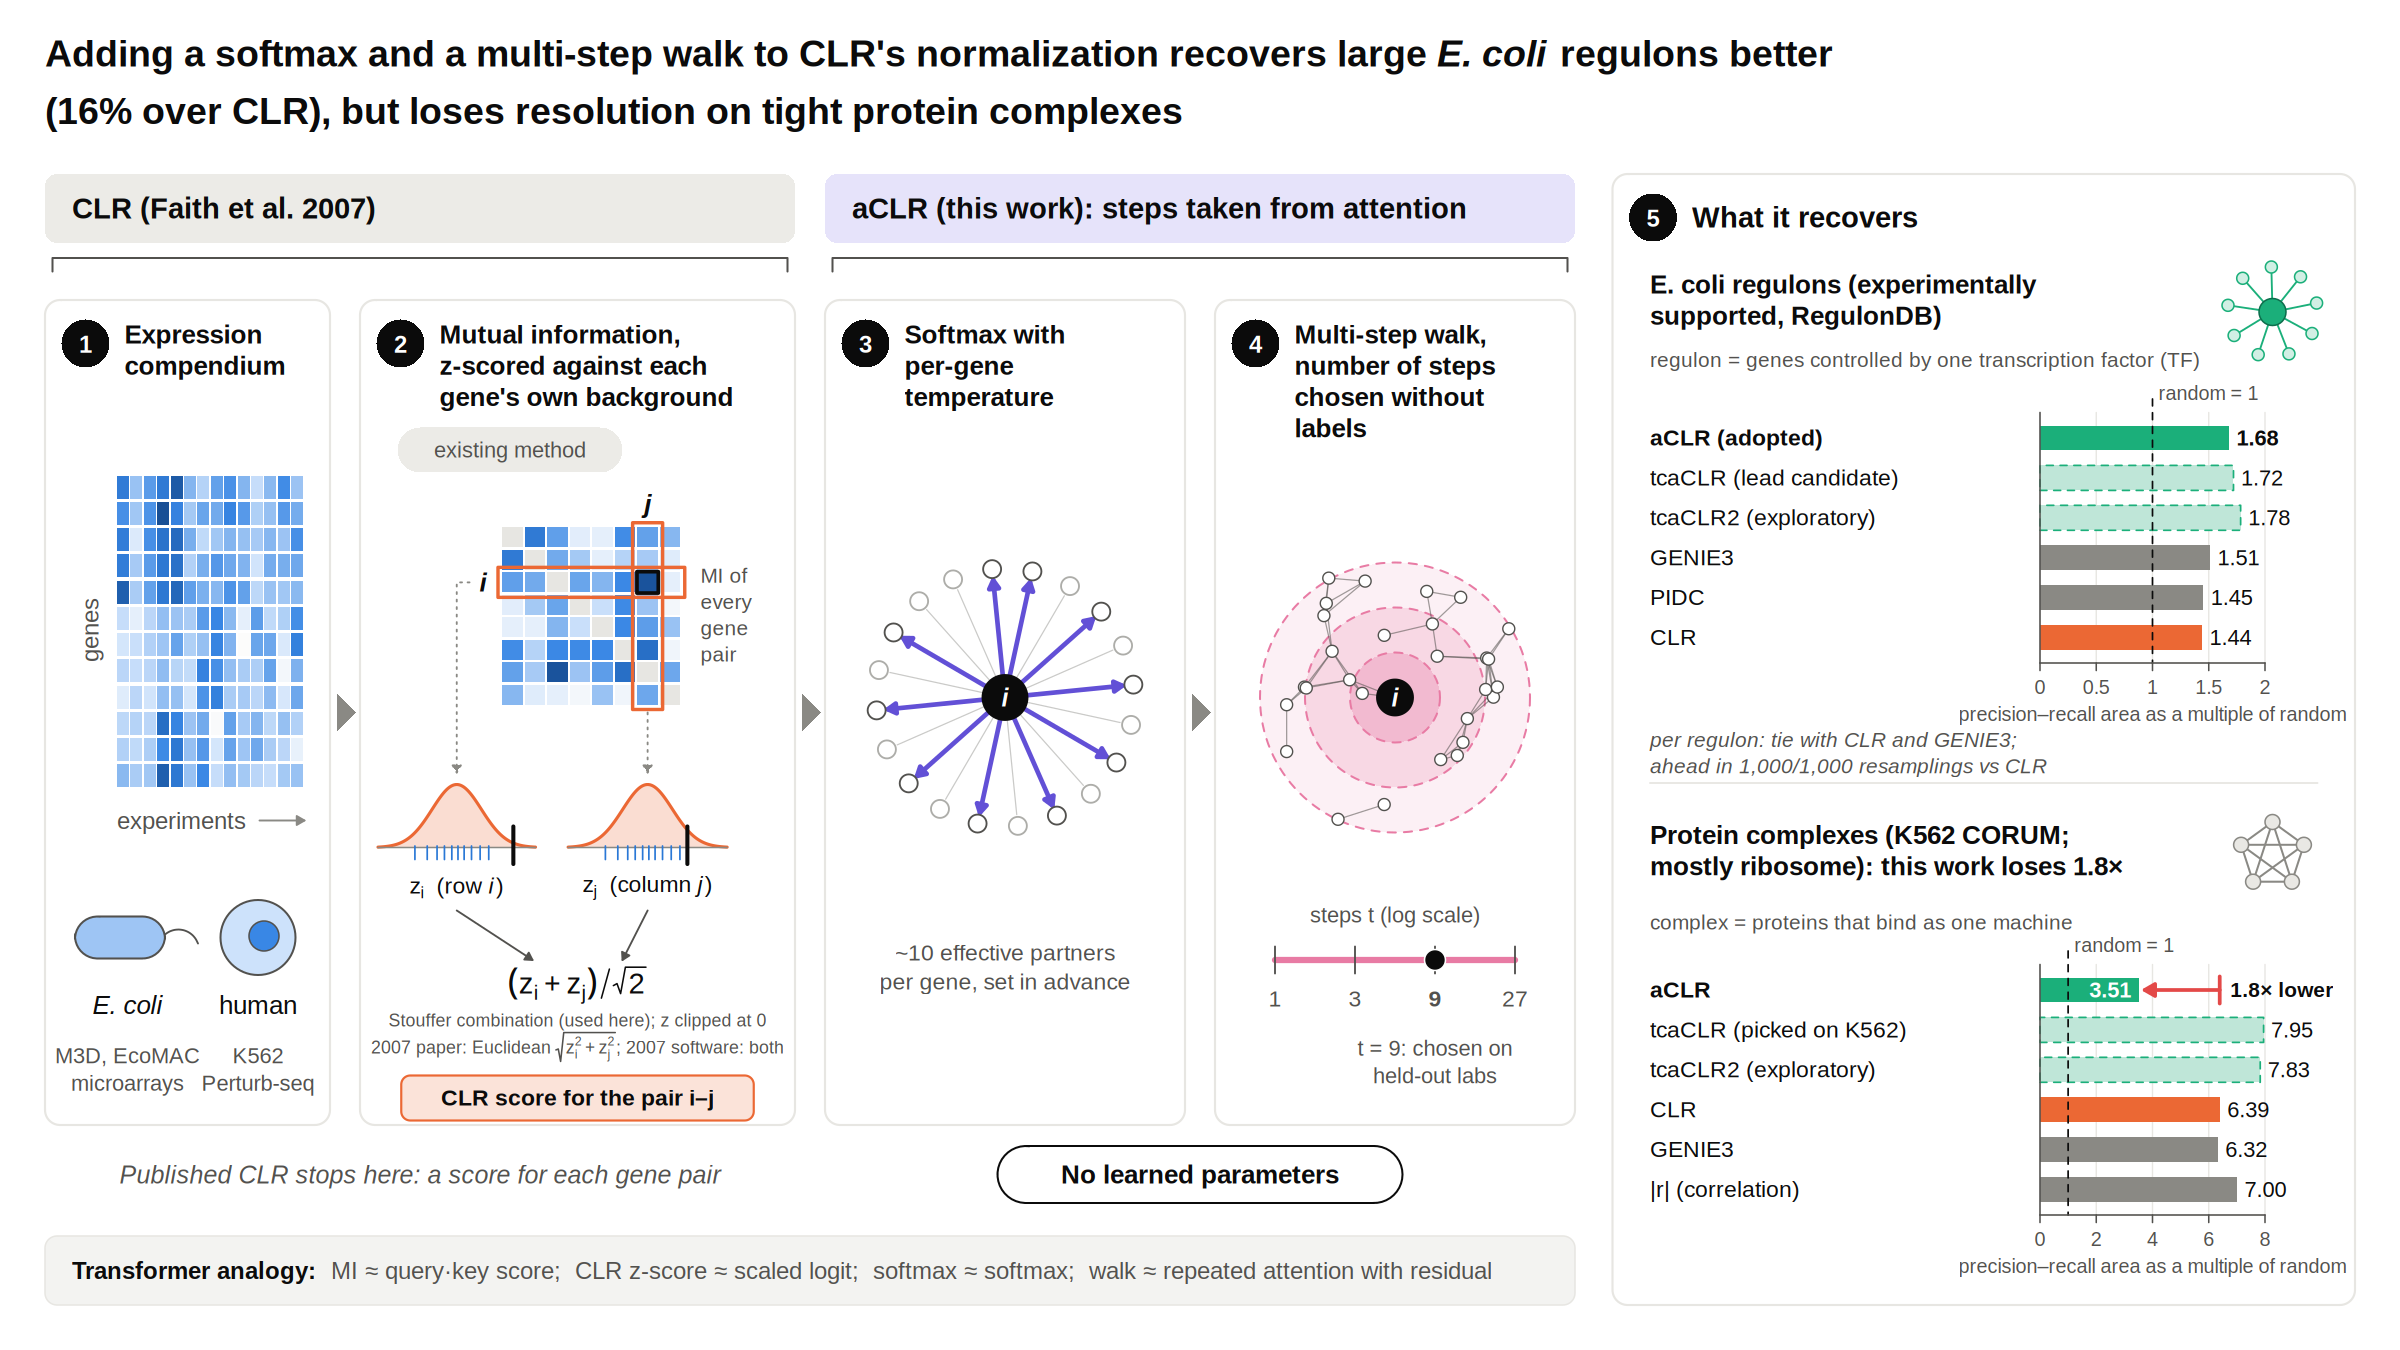 Adding a softmax and a multi-step walk to CLR's normalization recovers large E. coli regulons better
(16% over CLR), but loses resolution on tight protein complexes
CLR (Faith et al. 2007)
aCLR (this work): steps taken from attention
1 Expression
compendium
genes
experiments
E. coli
human
M3D, EcoMAC
microarrays
K562
Perturb-seq
2 Mutual information,
z-scored against each
gene's own background
existing method
j
i
MI of
every
gene
pair
zi (row i)
zj (column j)
(zi + zj)/√2
Stouffer combination (used here); z clipped at 0
2007 paper: Euclidean √zi² + zj²; 2007 software: both
CLR score for the pair i–j
Published CLR stops here: a score for each gene pair
3 Softmax with
per-gene
temperature
i
~10 effective partners
per gene, set in advance
4 Multi-step walk,
number of steps
chosen without
labels
i
steps t (log scale)
1 3 9 27
t = 9: chosen on
held-out labs
No learned parameters
Transformer analogy: MI ≈ query·key score; CLR z-score ≈ scaled logit; softmax ≈ softmax; walk ≈ repeated attention with residual
5 What it recovers
E. coli regulons (experimentally
supported, RegulonDB)
regulon = genes controlled by one transcription factor (TF)
random = 1
aCLR (adopted) 1.68
tcaCLR (lead candidate) 1.72
tcaCLR2 (exploratory) 1.78
GENIE3 1.51
PIDC 1.45
CLR 1.44
0 0.5 1 1.5 2
precision–recall area as a multiple of random
per regulon: tie with CLR and GENIE3;
ahead in 1,000/1,000 resamplings vs CLR
Protein complexes (K562 CORUM;
mostly ribosome): this work loses 1.8×
complex = proteins that bind as one machine
random = 1
aCLR 3.51 1.8× lower
tcaCLR (picked on K562) 7.95
tcaCLR2 (exploratory) 7.83
CLR 6.39
GENIE3 6.32
|r| (correlation) 7.00
0 2 4 6 8
precision–recall area as a multiple of random